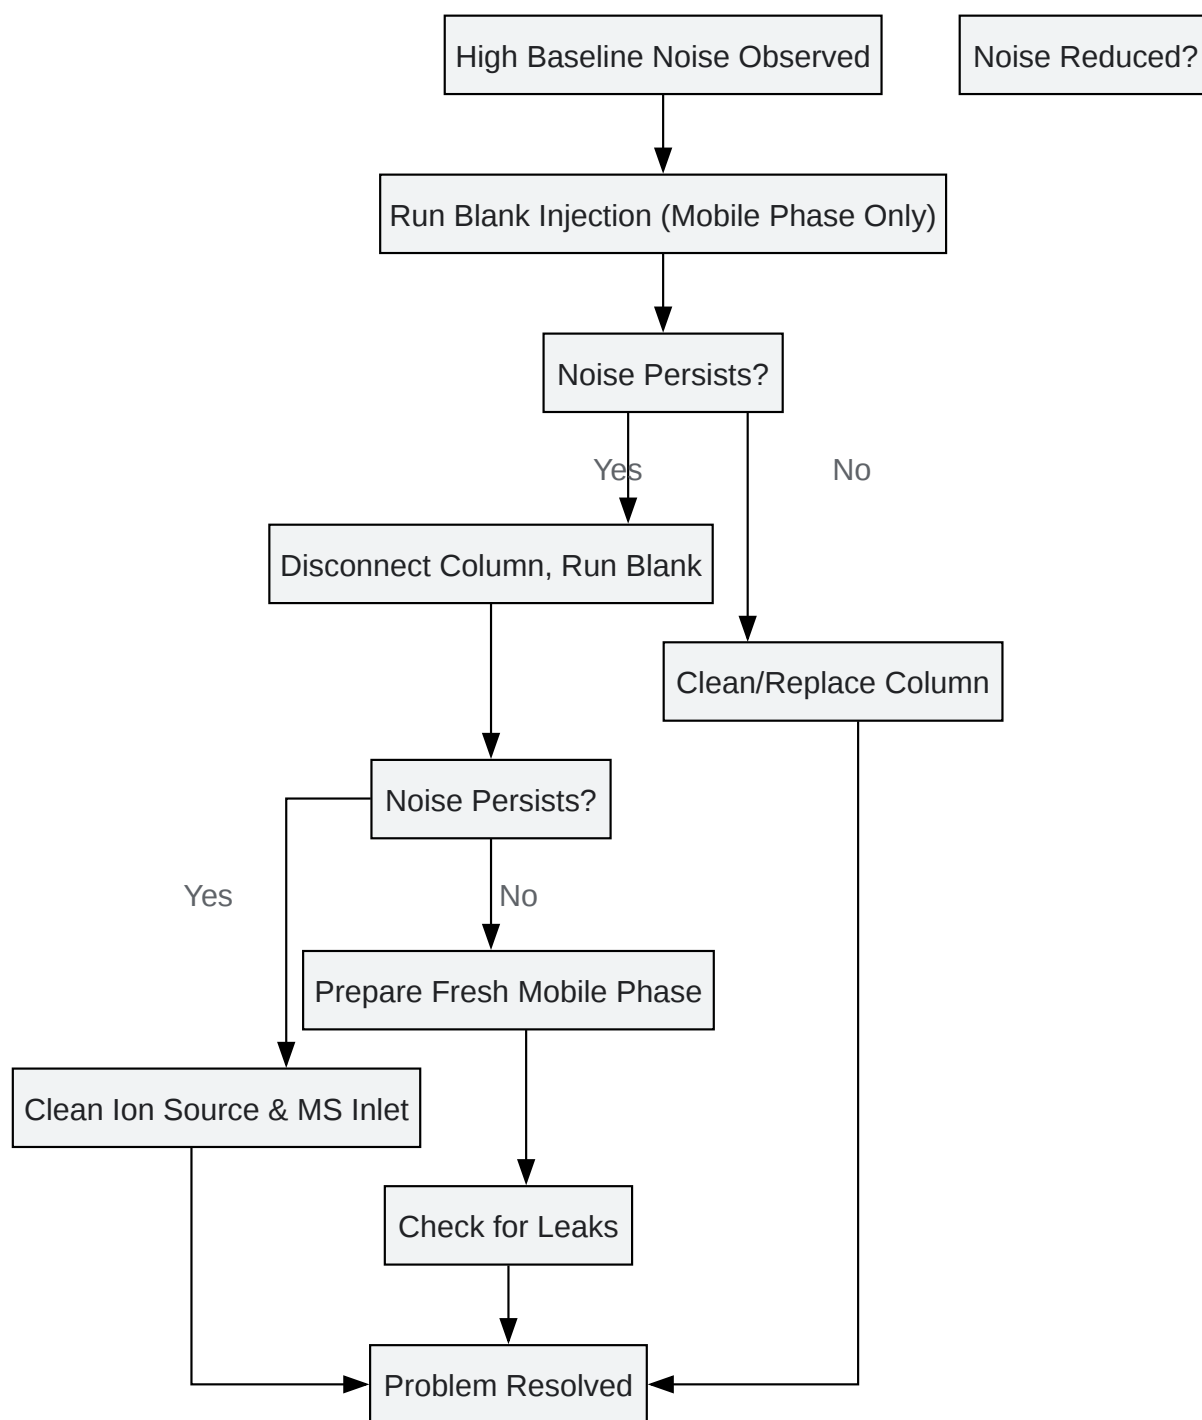 High Baseline Noise Observed
Noise Reduced?
Run Blank Injection (Mobile Phase Only)
Noise Persists?
Yes
No
Disconnect Column, Run Blank
Clean/Replace Column
Noise Persists?
Yes
No
Prepare Fresh Mobile Phase
Clean Ion Source & MS Inlet
Check for Leaks
Problem Resolved